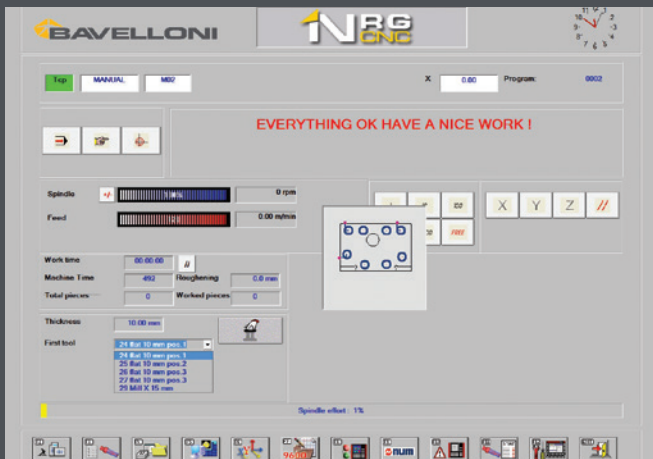 BAVELLONI
NRG
CNC
Tcp MANUAL M02 X 0.00 Program: 0002
EVERYTHING OK HAVE A NICE WORK !
Spindle +/- 0 rpm
Feed 0.00 m/min
X Y Z //
Work time 00:00:00
Machine Time 492 Roughening 0.0 mm
Total pieces 0 Worked pieces 0
Thickness 10.00 mm
First tool 24 flat 10 mm pos.1
24 flat 10 mm pos.1
25 flat 10 mm pos.2
26 flat 10 mm pos.3
27 flat 10 mm pos.3
29 Mill X 15 mm
Spindle effort: 1%
num